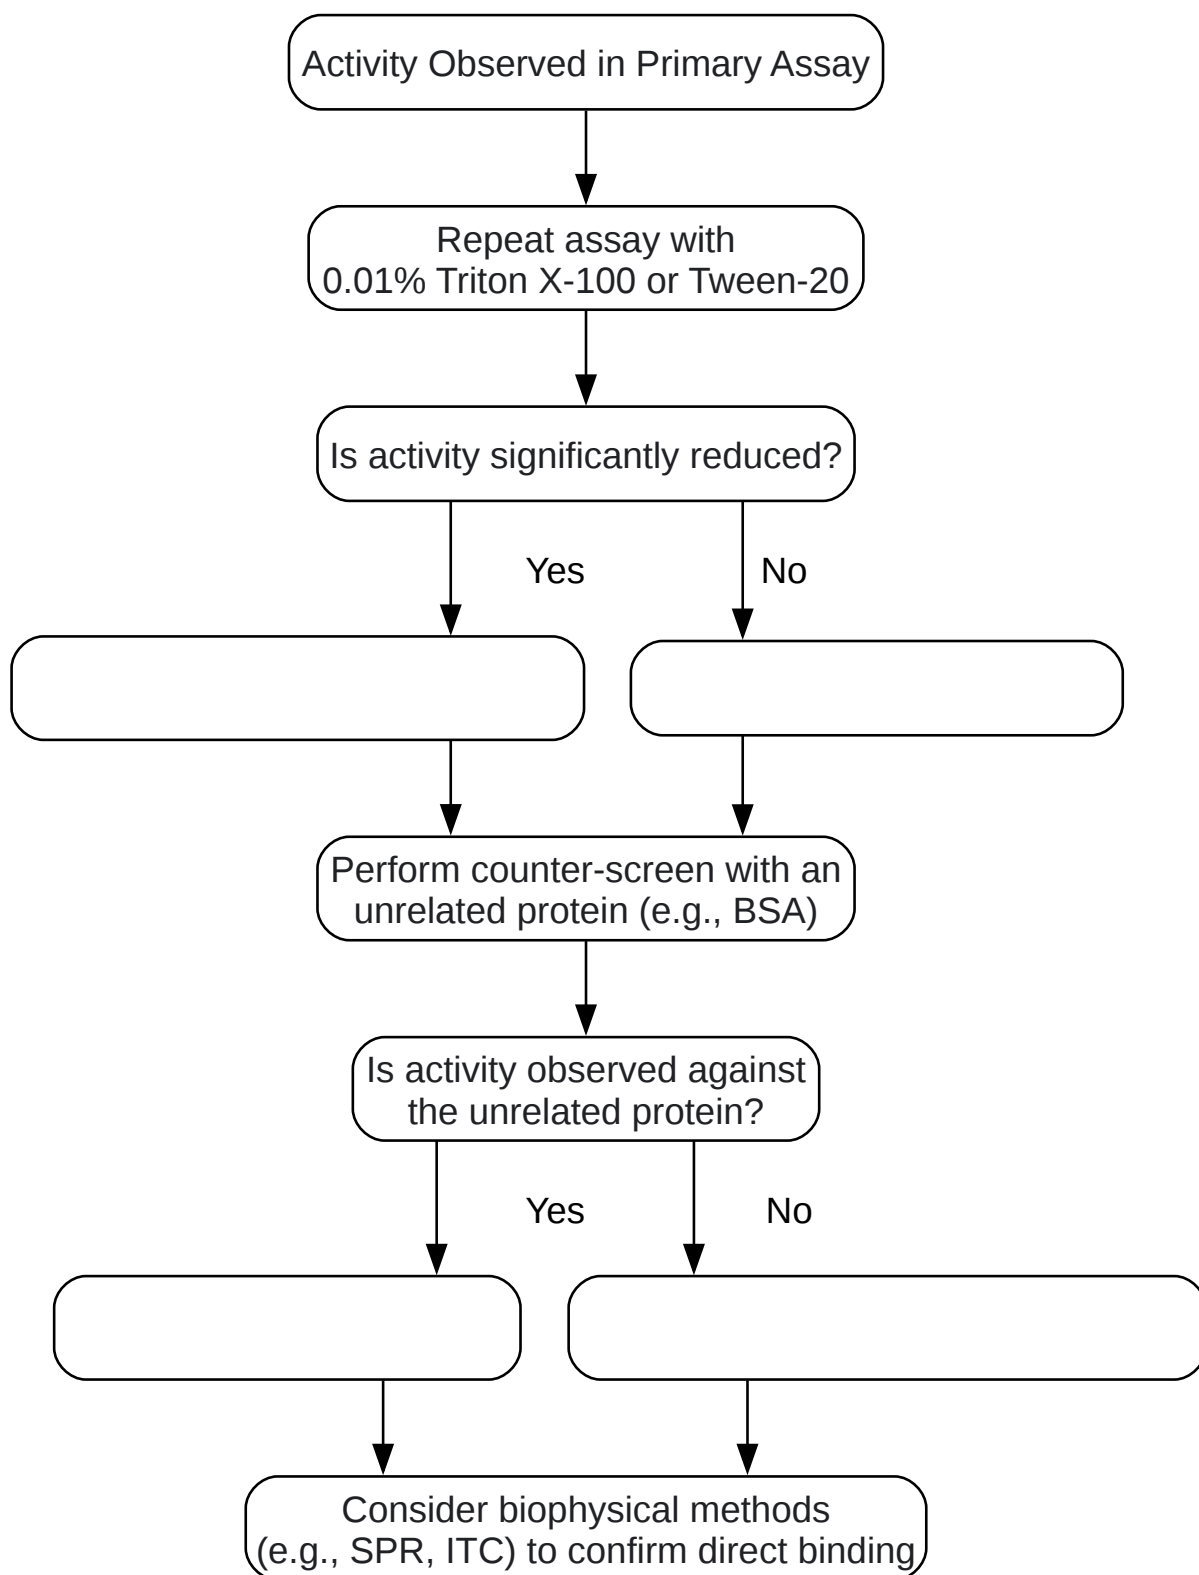 Activity Observed in Primary Assay
Repeat assay with
0.01% Triton X-100 or Tween-20
Is activity significantly reduced?
Yes
No
Perform counter-screen with an
unrelated protein (e.g., BSA)
Is activity observed against
the unrelated protein?
Yes
No
Consider biophysical methods
(e.g., SPR, ITC) to confirm direct binding